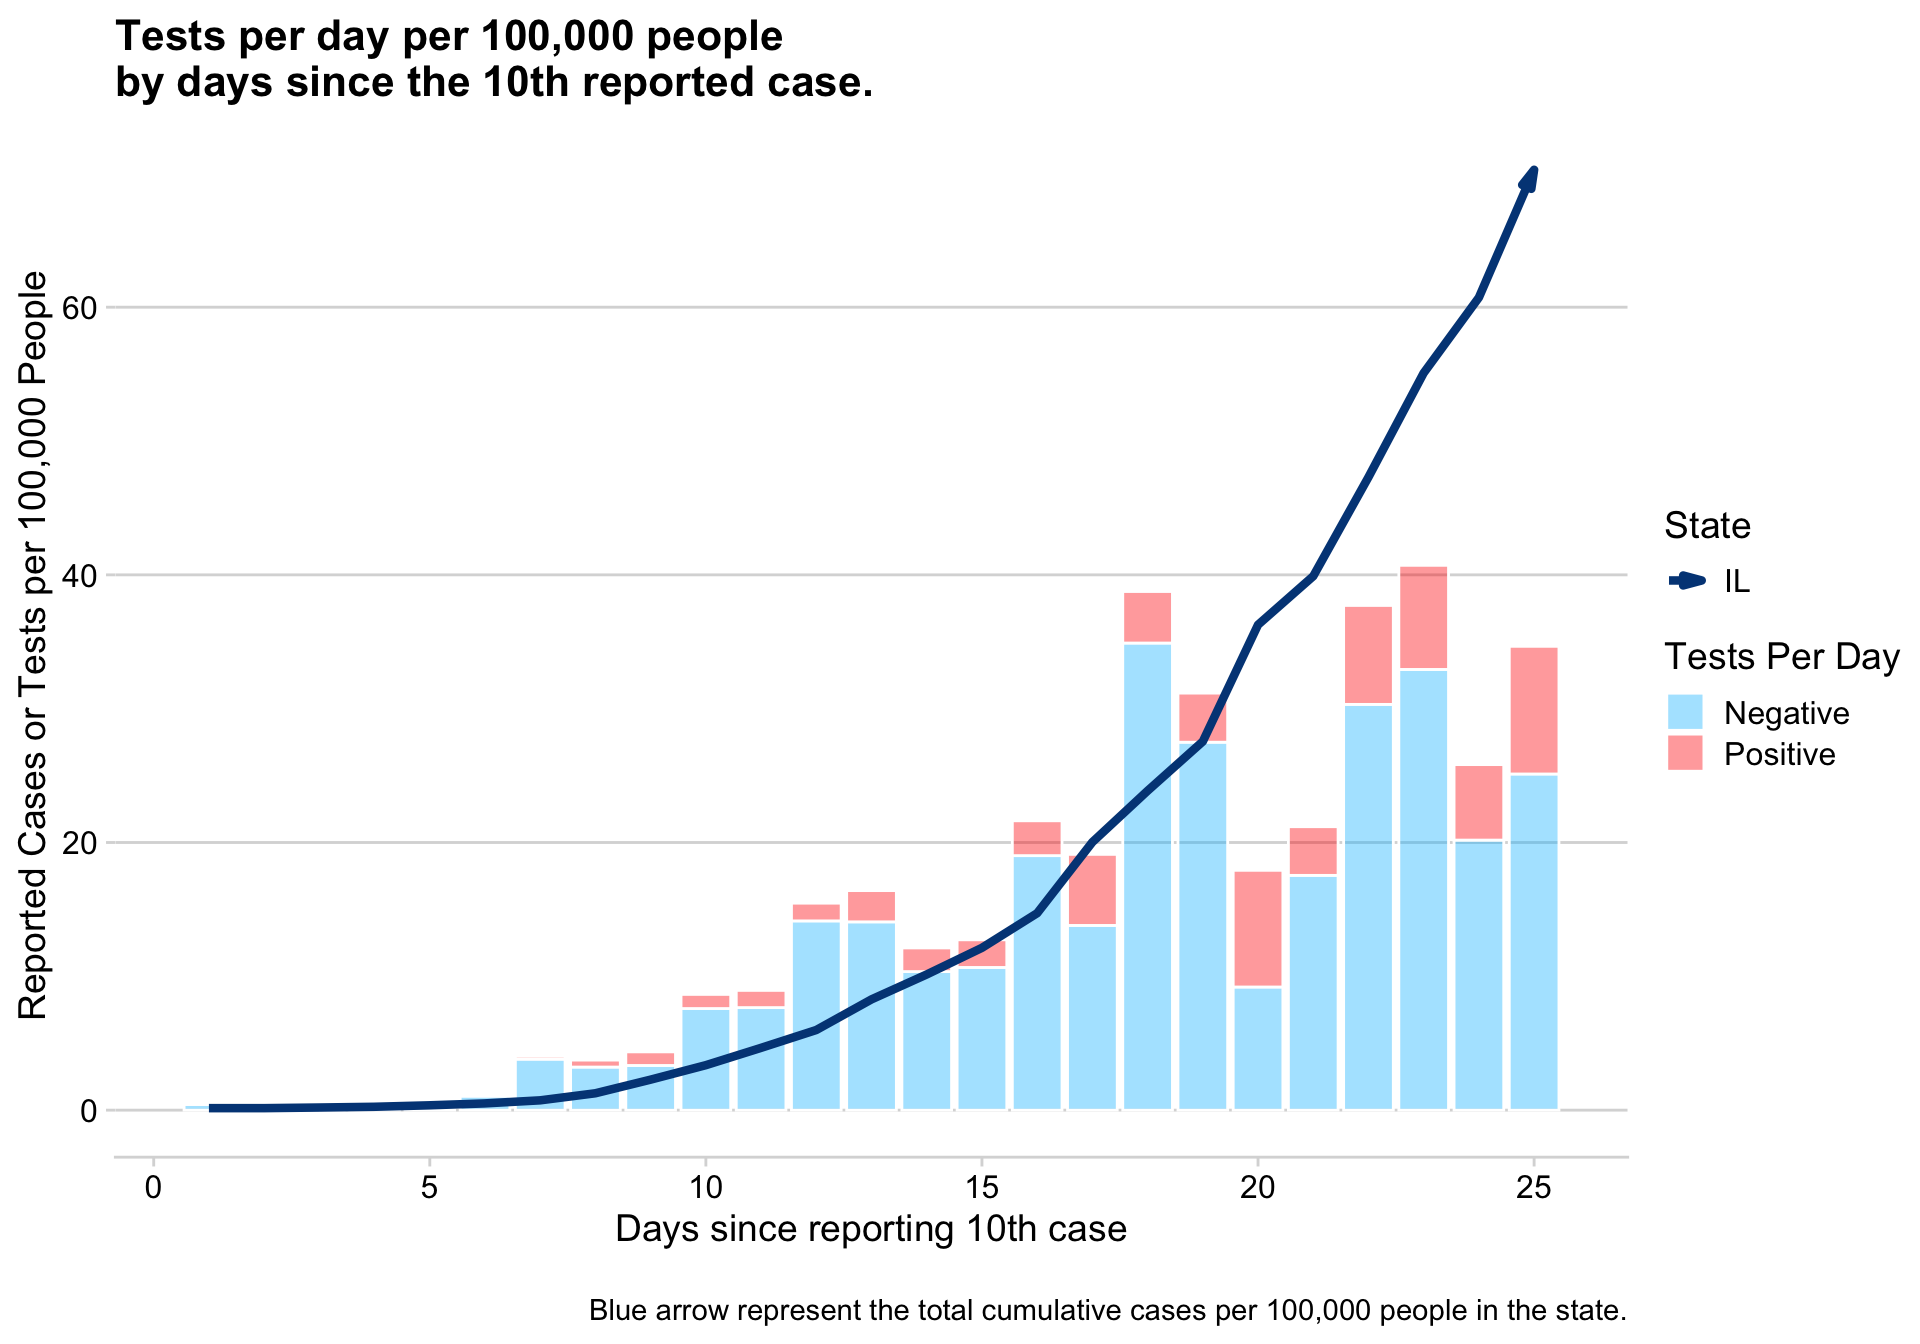 Tests per day per 100,000 people
by days since the 10th reported case.
Reported Cases or Tests per 100,000 People
60
40
20
0
0
5
10
15
20
25
Days since reporting 10th case
State
IL
Tests Per Day
Negative
Positive
Blue arrow represent the total cumulative cases per 100,000 people in the state.